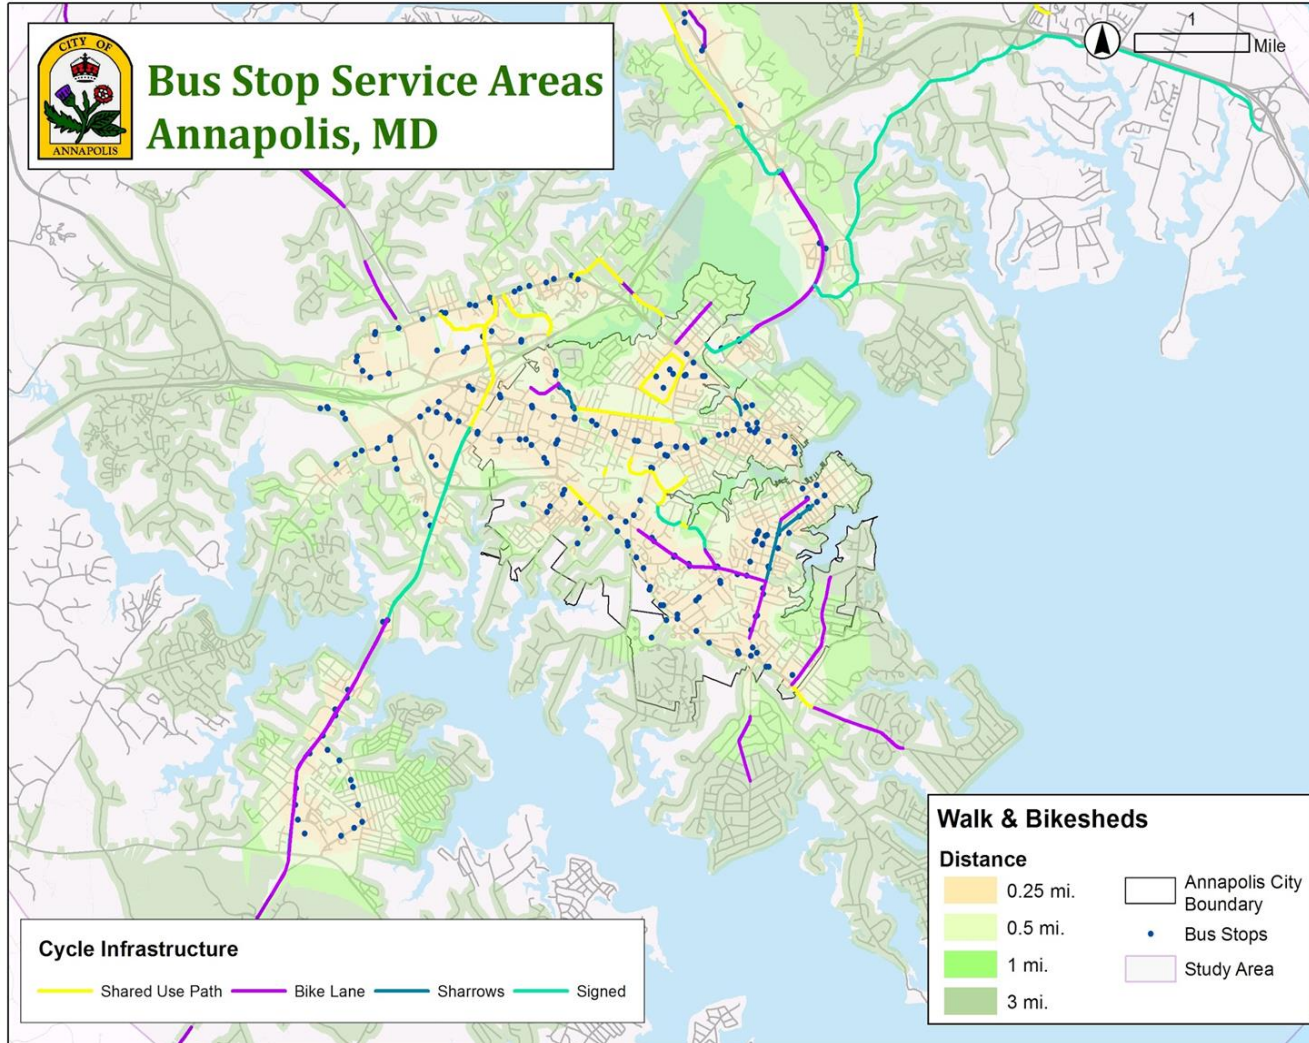 CITY OF
ANNAPOLIS
Bus Stop Service Areas
Annapolis, MD
1
Mile
Walk & Bikesheds
Distance
0.25 mi.
0.5 mi.
1 mi.
3 mi.
Annapolis City
Boundary
Bus Stops
Study Area
Cycle Infrastructure
Shared Use Path
Bike Lane
Sharrows
Signed